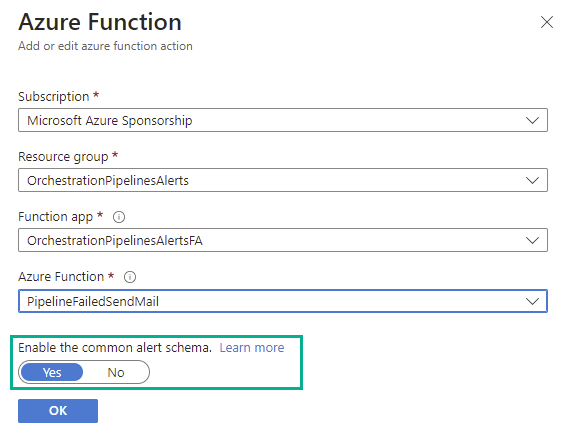 Azure Function
Add or edit azure function action
Subscription *
Microsoft Azure Sponsorship
Resource group *
OrchestrationPipelinesAlerts
Function app *
OrchestrationPipelinesAlertsFA
Azure Function *
PipelineFailedSendMail
Enable the common alert schema. Learn more
Yes No
OK